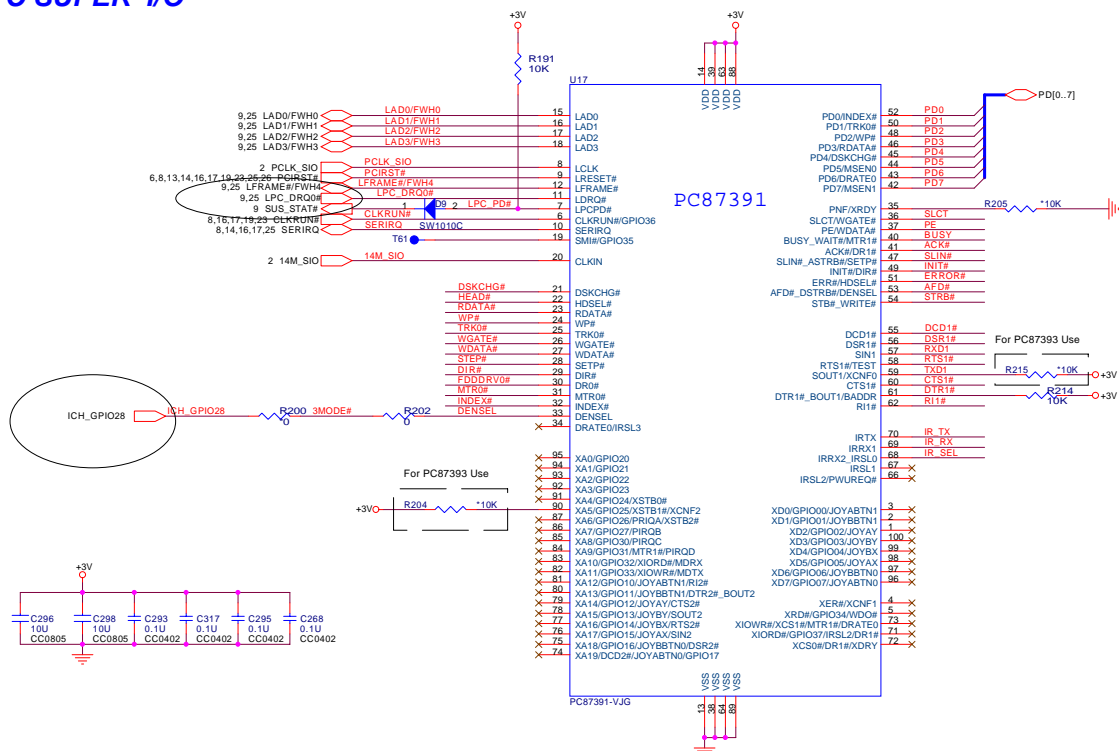 O SUPER I/O
+3V
+3V
R191
10K
U17
14
39
63
88
VDD
VDD
VDD
VDD
PC87391
9,25 LAD0/FWH0 LAD0/FWH0 15 LAD0
9,25 LAD1/FWH1 LAD1/FWH1 16 LAD1
9,25 LAD2/FWH2 LAD2/FWH2 17 LAD2
9,25 LAD3/FWH3 LAD3/FWH3 18 LAD3
2 PCLK_SIO PCLK_SIO 8 LCLK
6,8,13,14,16,17,19,23,25,26 PCIRST# PCIRST# 9 LRESET#
9,25 LFRAME#/FWH4 LFRAME#/FWH4 12 LFRAME#
9,25 LPC_DRQ0# LPC_DRQ0# 11 LDRQ#
9 SUS_STAT# 1 D9 2 LPC_PD# 7 LPCPD#
8,16,17,19,23 CLKRUN# CLKRUN# 6 CLKRUN#/GPIO36
SW1010C
8,14,16,17,25 SERIRQ SERIRQ 10 SERIRQ
T61 19 SMI#/GPIO35
2 14M_SIO 14M_SIO 20 CLKIN
DSKCHG# 21 DSKCHG#
HEAD# 22 HDSEL#
RDATA# 23 RDATA#
WP# 24 WP#
TRK0# 25 TRK0#
WGATE# 26 WGATE#
WDATA# 27 WDATA#
STEP# 28 SETP#
DIR# 29 DIR#
FDDDRV0# 30 DR0#
MTR0# 31 MTR0#
INDEX# 32 INDEX#
ICH_GPIO28 ICH_GPIO28 R200 0 3MODE# R202 0 DENSEL 33 DENSEL
34 DRATE0/IRSL3
95 XA0/GPIO20
94 XA1/GPIO21
93 XA2/GPIO22
92 XA3/GPIO23
91 XA4/GPIO24/XSTB0#
For PC87393 Use
+3V R204 *10K 90 XA5/GPIO25/XSTB1#/XCNF2
87 XA6/GPIO26/PRIQA/XSTB2#
86 XA7/GPIO27/PIRQB
85 XA8/GPIO30/PIRQC
84 XA9/GPIO31/MTR1#/PIRQD
83 XA10/GPIO32/XIORD#/MDRX
82 XA11/GPIO33/XIOWR#/MDTX
81 XA12/GPIO10/JOYABTN1/RI2#
80 XA13/GPIO11/JOYBBTN1/DTR2#_BOUT2
79 XA14/GPIO12/JOYAY/CTS2#
78 XA15/GPIO13/JOYBY/SOUT2
77 XA16/GPIO14/JOYBX/RTS2#
76 XA17/GPIO15/JOYAX/SIN2
75 XA18/GPIO16/JOYBBTN0/DSR2#
74 XA19/DCD2#/JOYABTN0/GPIO17
PD[0..7]
PD0/INDEX# 52 PD0
PD1/TRK0# 50 PD1
PD2/WP# 48 PD2
PD3/RDATA# 46 PD3
PD4/DSKCHG# 45 PD4
PD5/MSEN0 44 PD5
PD6/DRATE0 43 PD6
PD7/MSEN1 42 PD7
PNF/XRDY 35 R205 *10K
SLCT/WGATE# 36 SLCT
PE/WDATA# 37 PE
BUSY_WAIT#/MTR1# 40 BUSY
ACK#/DR1# 41 ACK#
SLIN#_ASTRB#/SETP# 47 SLIN#
INIT#/DIR# 49 INIT#
ERR#/HDSEL# 51 ERROR#
AFD#_DSTRB#/DENSEL 53 AFD#
STB#_WRITE# 54 STRB#
DCD1# 55 DCD1#
DSR1# 56 DSR1#
SIN1 57 RXD1
RTS1#/TEST 58 RTS1#
For PC87393 Use
SOUT1/XCNF0 59 TXD1 R215 *10K +3V
CTS1# 60 CTS1#
DTR1#_BOUT1/BADDR 61 DTR1# R214 10K +3V
RI1# 62 RI1#
IRTX 70 IR_TX
IRRX1 69 IR_RX
IRRX2_IRSL0 68 IR_SEL
IRSL1 67
IRSL2/PWUREQ# 66
XD0/GPIO00/JOYABTN1 3
XD1/GPIO01/JOYBBTN1 2
XD2/GPIO02/JOYAY 1
XD3/GPIO03/JOYBY 100
XD4/GPIO04/JOYBX 99
XD5/GPIO05/JOYAX 98
XD6/GPIO06/JOYBBTN0 97
XD7/GPIO07/JOYABTN0 96
XER#/XCNF1 4
XRD#/GPIO34/WDO# 5
XIOWR#/XCS1#/MTR1#/DRATE0 73
XIORD#/GPIO37/IRSL2/DR1# 71
XCS0#/DR1#/XDRY 72
+3V
C296 10U CC0805
C298 10U CC0805
C293 0.1U CC0402
C317 0.1U CC0402
C295 0.1U CC0402
C268 0.1U CC0402
VSS
VSS
VSS
VSS
13
38
64
89
PC87391-VJG